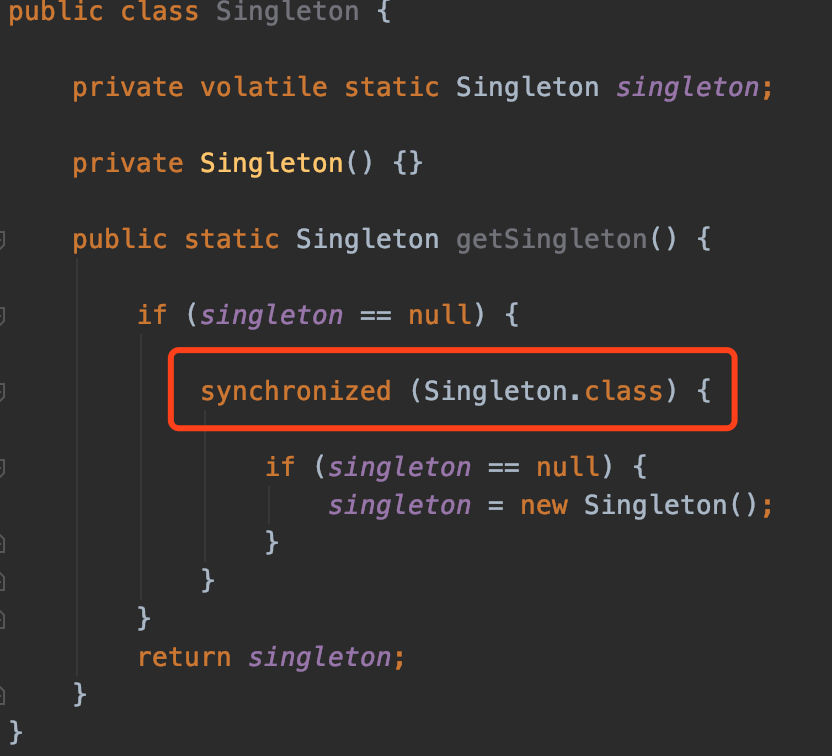 public class Singleton {
private volatile static Singleton singleton;
private Singleton() {}
public static Singleton getSingleton() {
if (singleton == null) {
synchronized (Singleton.class) {
if (singleton == null) {
singleton = new Singleton();
}
}
}
return singleton;
}
}